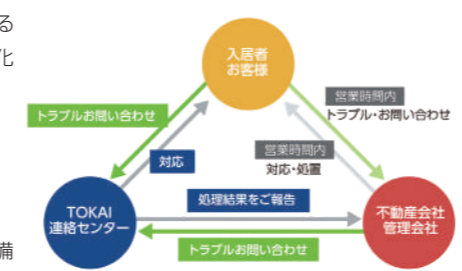 る
化
入居者
お客様
トラブルお問い合わせ
営業時間内
トラブル・お問い合わせ
対応
営業時間内
対応・処置
TOKAI
連絡センター
処理結果をご報告
不動産会社
管理会社
トラブルお問い合わせ
備